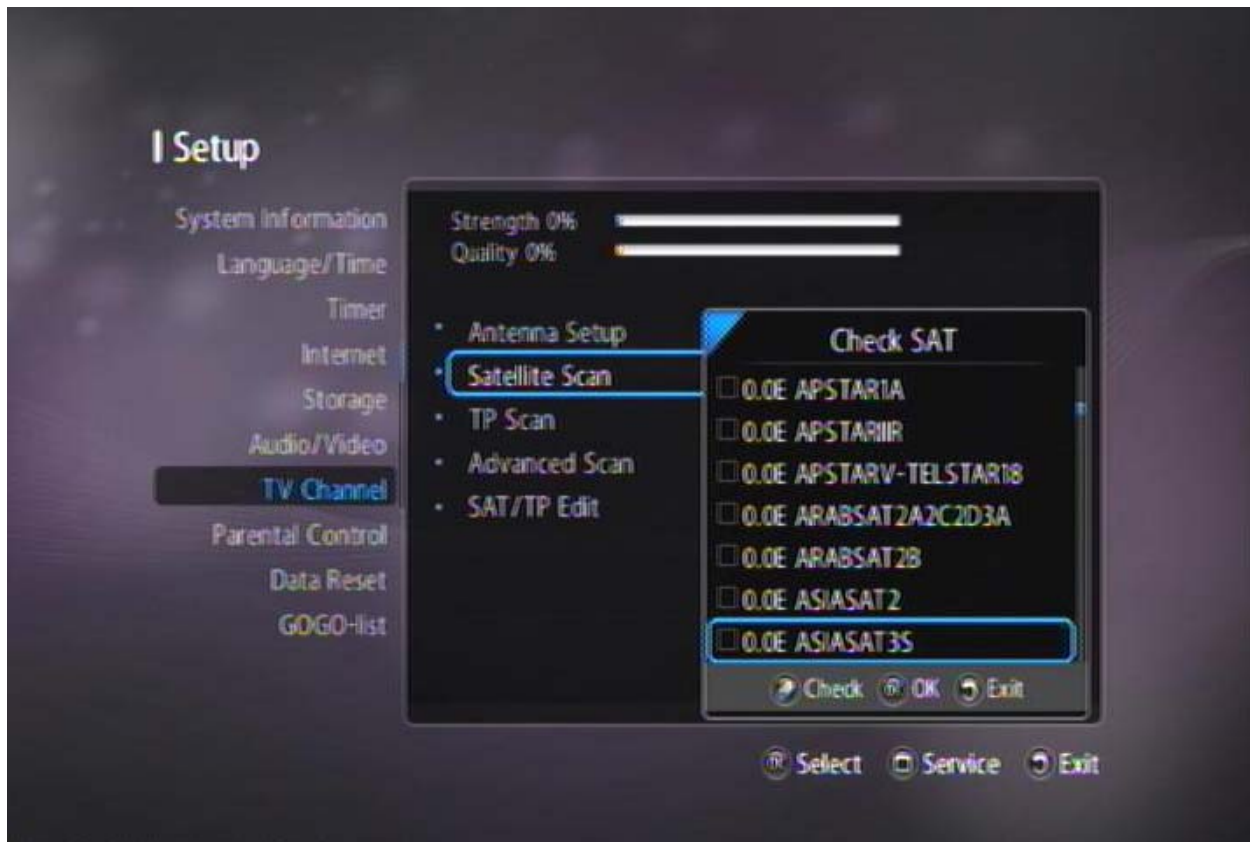 Setup
System Information
Language/Time
Timer
Internet
Storage
Audio/Video
TV Channel
Parental Control
Data Reset
GOGO-list
Strength 0%
Quality 0%
Antenna Setup
Satellite Scan
TP Scan
Advanced Scan
SAT/TP Edit
Check SAT
0.0E APSTAR1A
0.0E APSTARIIR
0.0E APSTARV-TELSTAR18
0.0E ARABSAT2A2C2D3A
0.0E ARABSAT2B
0.0E ASIASAT2
0.0E ASIASAT3S
Check OK Exit
Select Service Exit